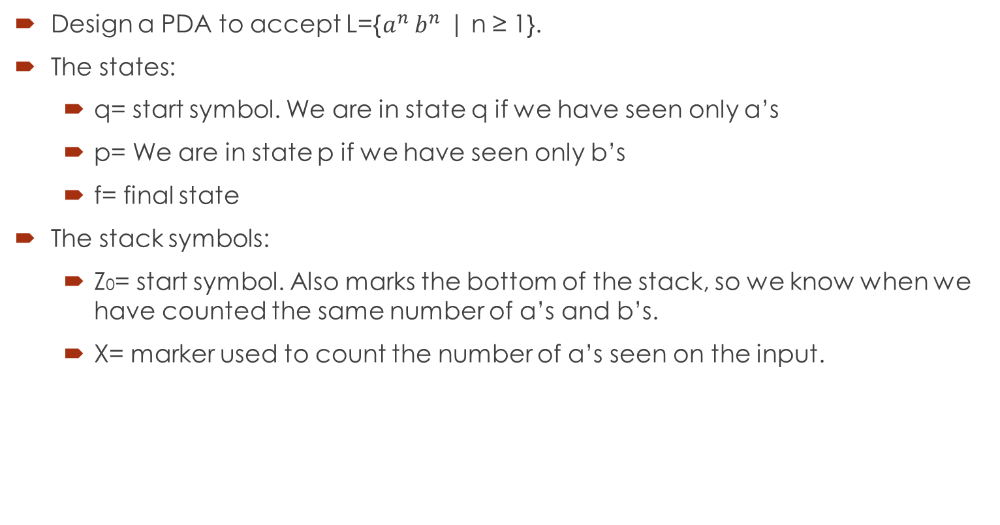 Design a PDA to accept L={aⁿ bⁿ | n ≥ 1}.
The states:
q= start symbol. We are in state q if we have seen only a’s
p= We are in state p if we have seen only b’s
f= final state
The stack symbols:
Z₀= start symbol. Also marks the bottom of the stack, so we know when we
have counted the same number of a’s and b’s.
X= marker used to count the number of a’s seen on the input.